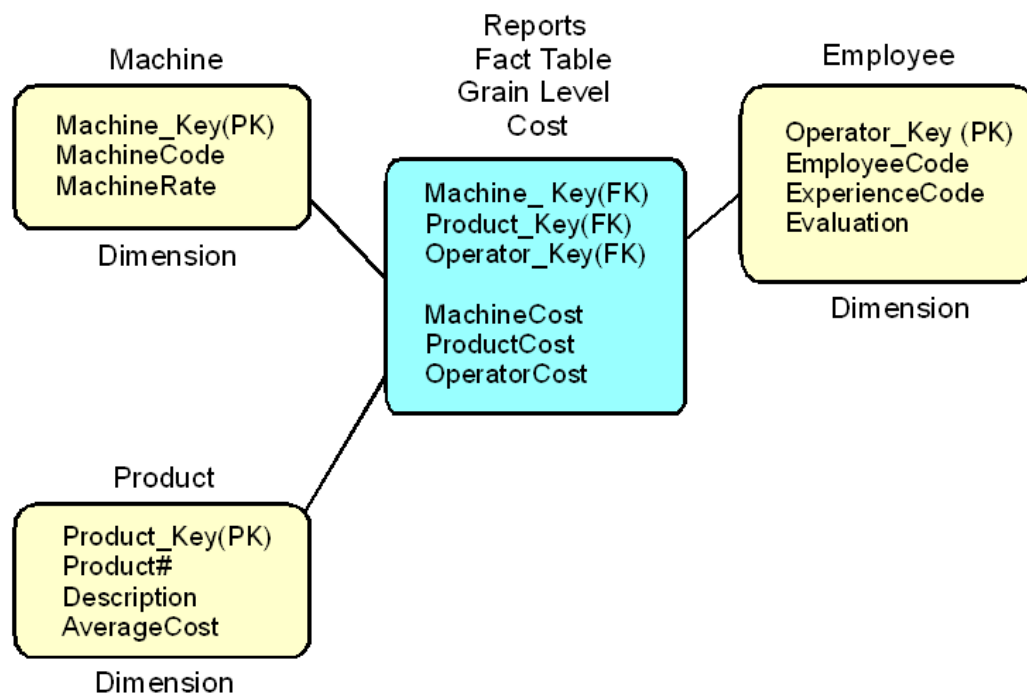 Machine
Machine_Key(PK)
MachineCode
MachineRate
Dimension
Reports
Fact Table
Grain Level
Cost
Machine_ Key(FK)
Product_Key(FK)
Operator_Key(FK)
MachineCost
ProductCost
OperatorCost
Employee
Operator_Key (PK)
EmployeeCode
ExperienceCode
Evaluation
Dimension
Product
Product_Key(PK)
Product#
Description
AverageCost
Dimension